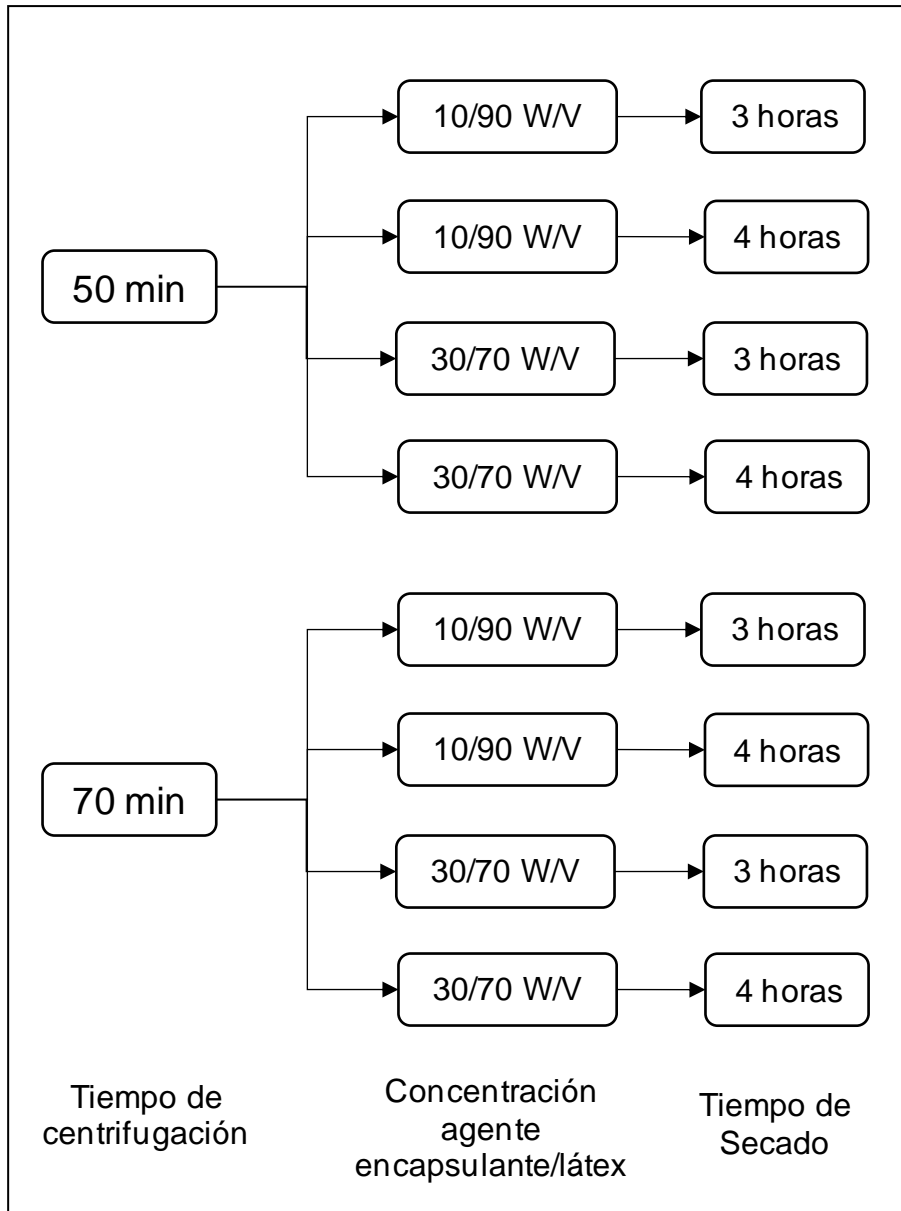 10/90 W/V
3 horas
10/90 W/V
4 horas
50 min
30/70 W/V
3 horas
30/70 W/V
4 horas
10/90 W/V
3 horas
10/90 W/V
4 horas
70 min
30/70 W/V
3 horas
30/70 W/V
4 horas
Tiempo de
centrifugación
Concentración
agente
encapsulante/látex
Tiempo de
Secado